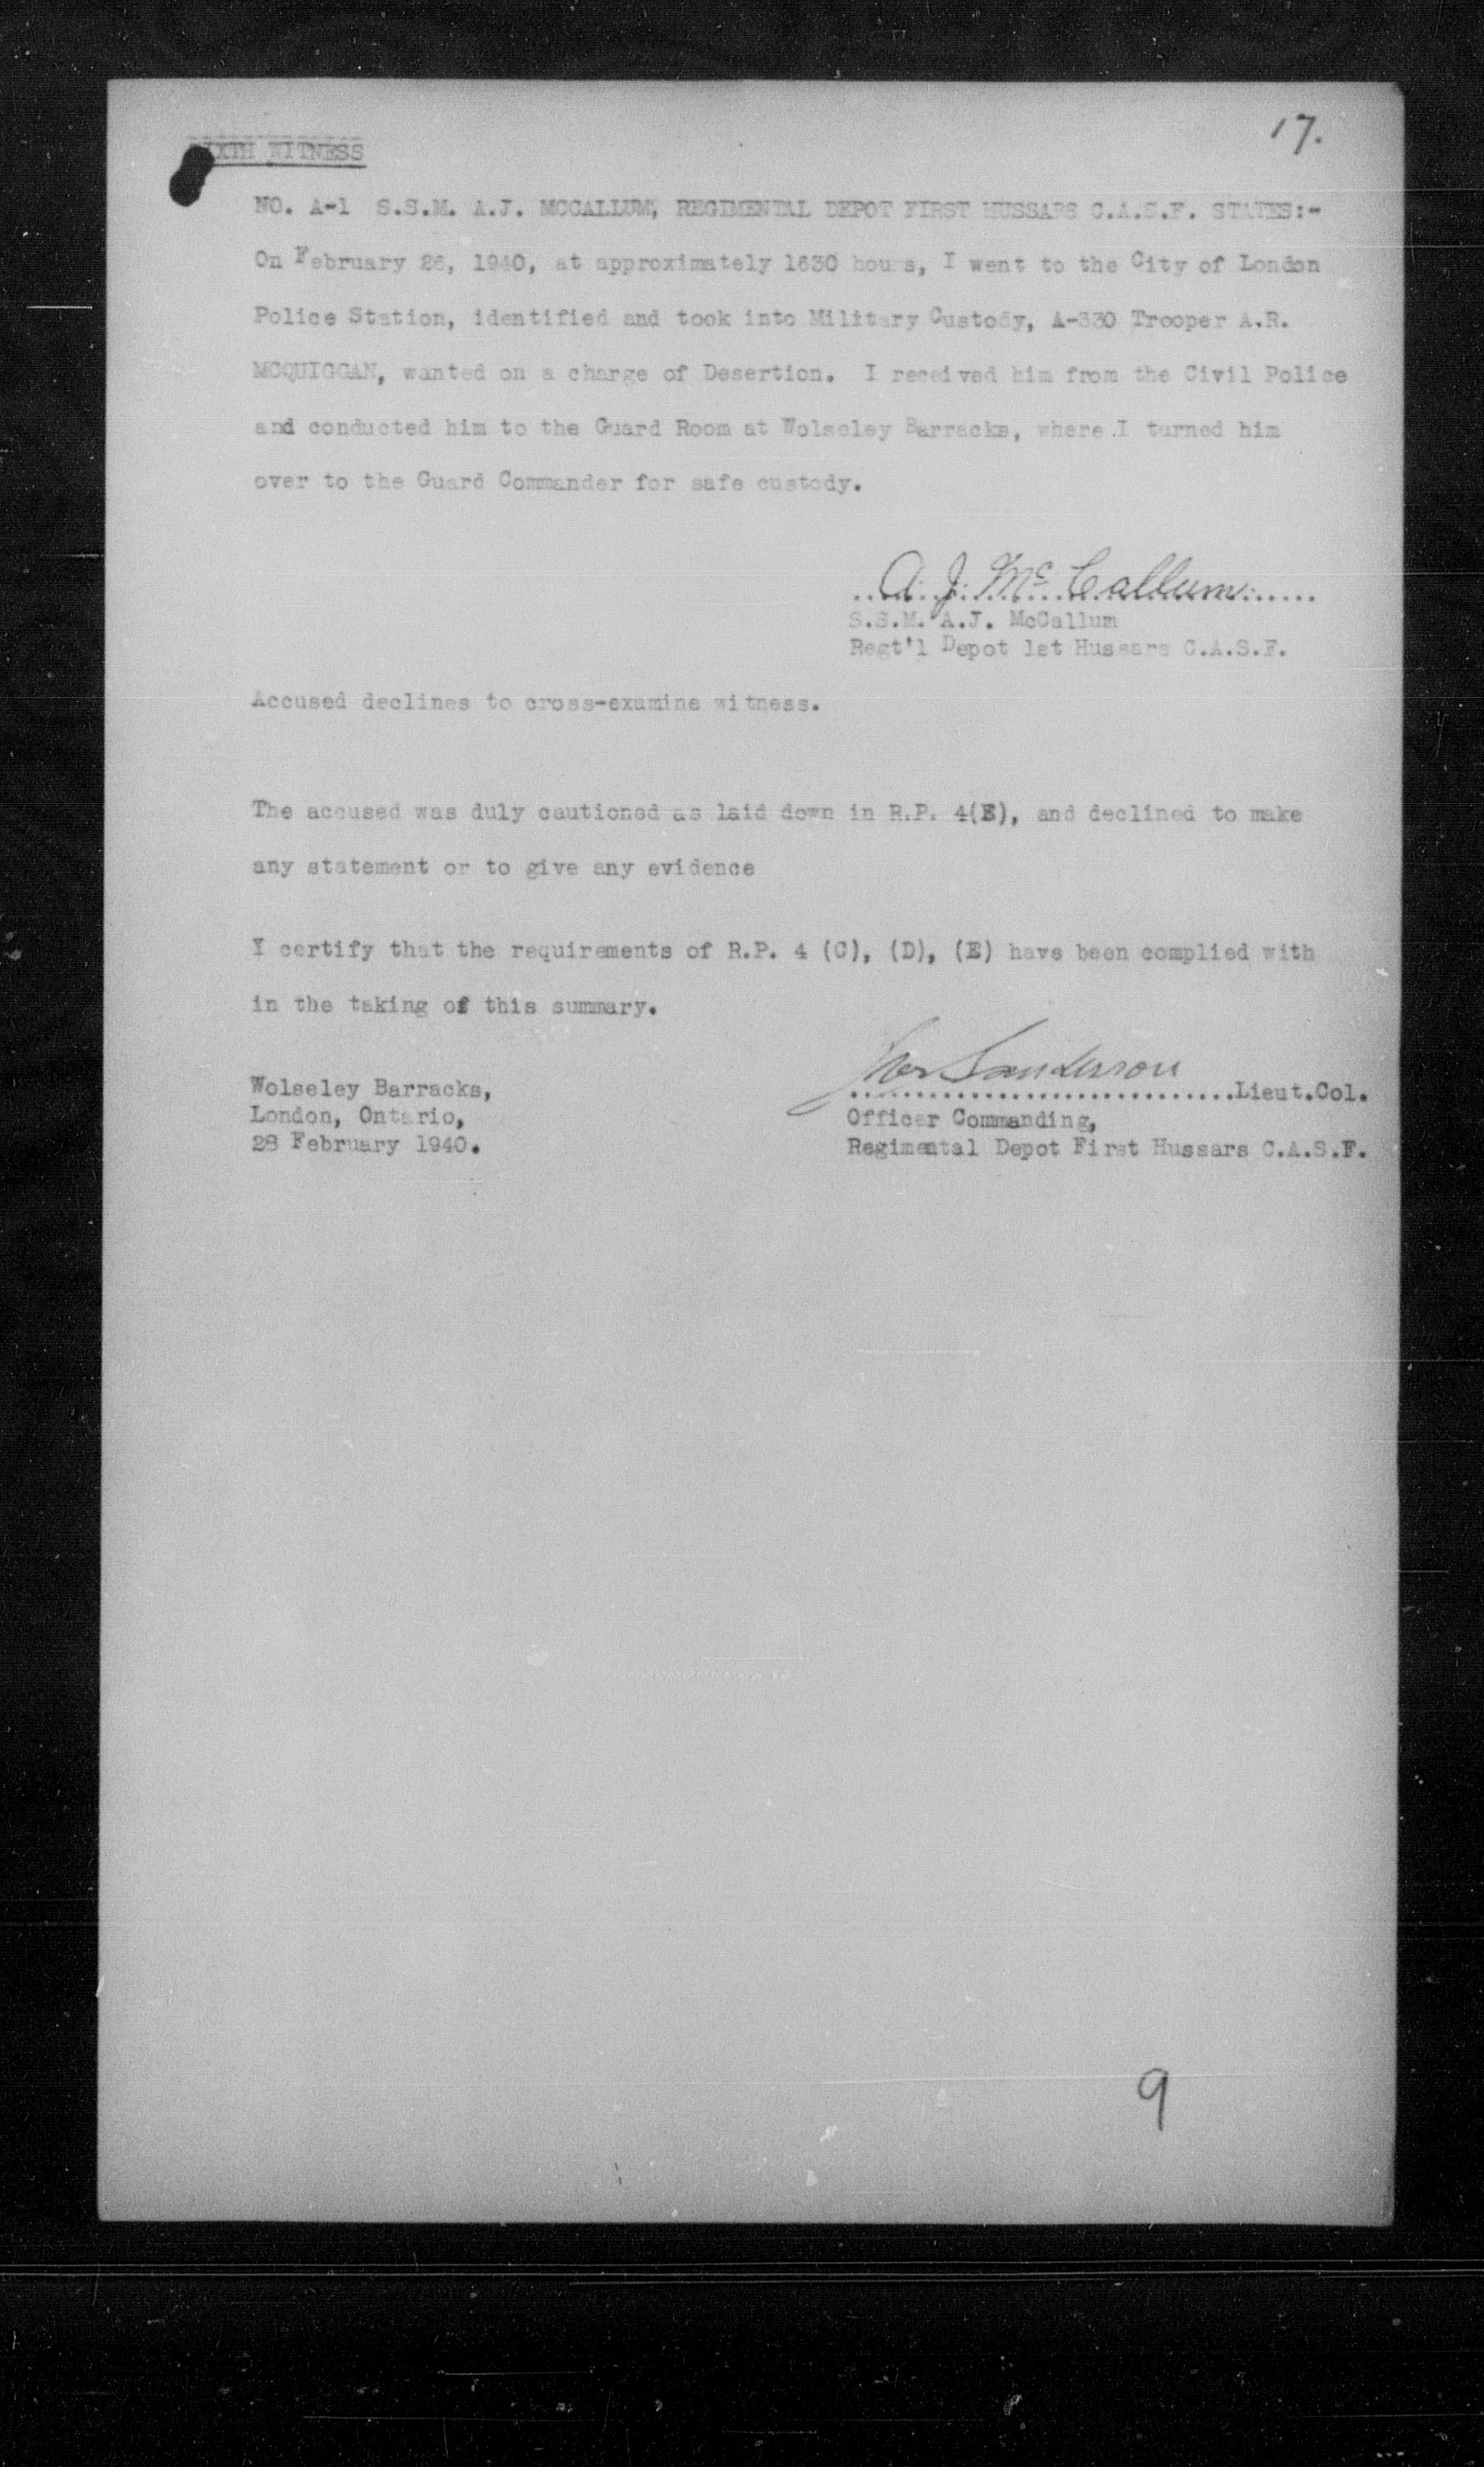 17.
SIXTH WITNESS
NO. A-1 S.S.M. A.J. MCCALLUM, REGIMENTAL DEPOT FIRST HUSSARS C.A.S.F. STATES:-
On February 26, 1940, at approximately 1630 hours, I went to the City of London
Police Station, identified and took into Military Custody, A-330 Trooper A.R.
MCQUIGGAN, wanted on a charge of Desertion. I received him from the Civil Police
and conducted him to the Guard Room at Wolseley Barracks, where I turned him
over to the Guard Commander for safe custody.
A. J. McCallum
S.S.M. A.J. McCallum
Regt'l Depot 1st Hussars C.A.S.F.
Accused declines to cross-examine witness.
The accused was duly cautioned as laid down in R.P. 4(E), and declined to make
any statement or to give any evidence
I certify that the requirements of R.P. 4 (C), (D), (E) have been complied with
in the taking of this summary.
Sanderson
Wolseley Barracks, ..............................Lieut.Col.
London, Ontario, Officer Commanding,
28 February 1940. Regimental Depot First Hussars C.A.S.F.
9